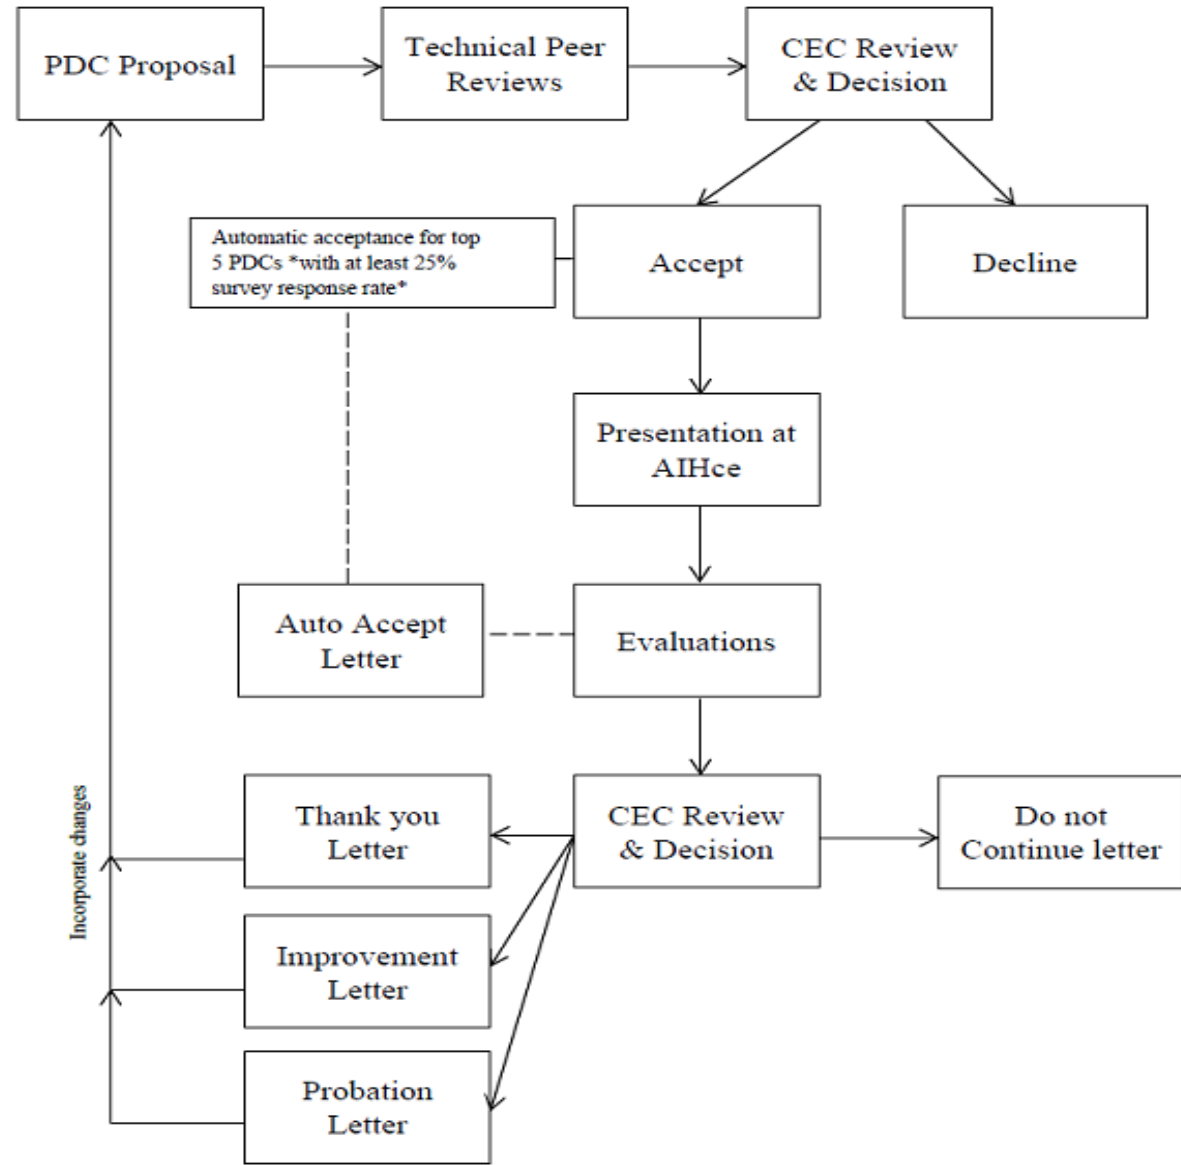 PDC Proposal
Technical Peer
Reviews
CEC Review
& Decision
Automatic acceptance for top
5 PDCs *with at least 25%
survey response rate*
Accept
Decline
Presentation at
AIHce
Auto Accept
Letter
Evaluations
Thank you
Letter
CEC Review
& Decision
Do not
Continue letter
Incorporate changes
Improvement
Letter
Probation
Letter